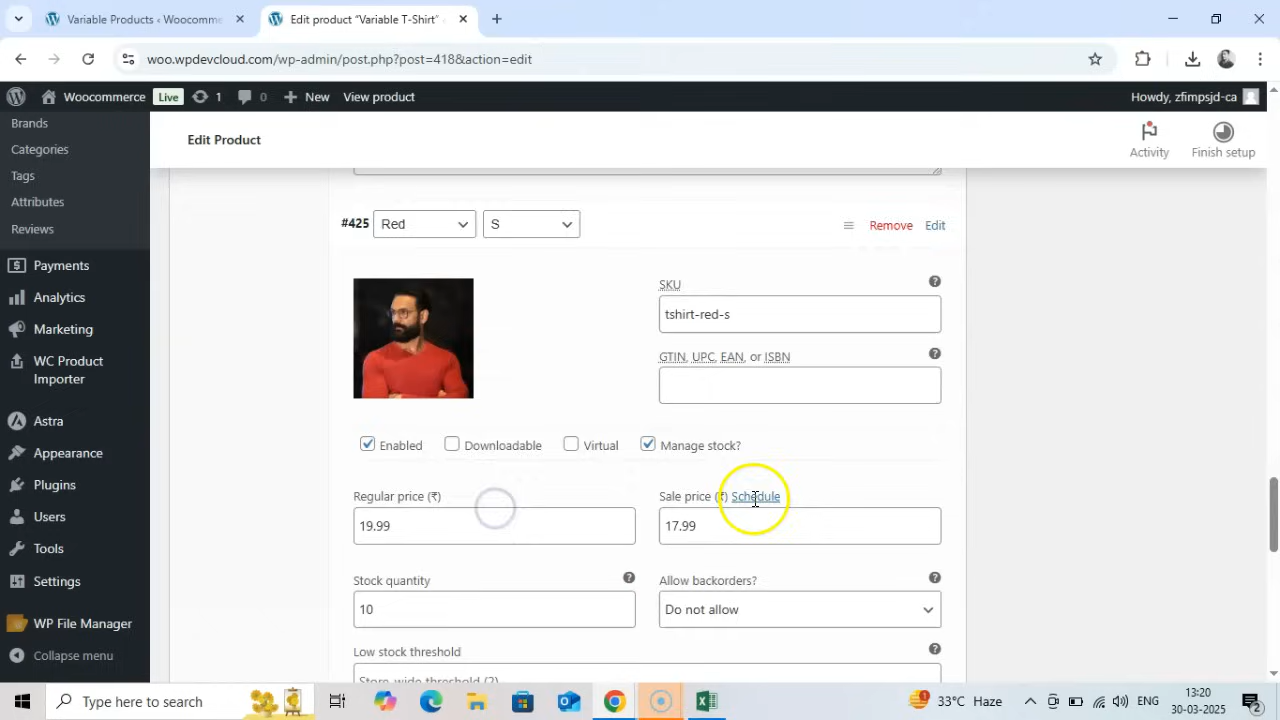 Variable Products ‹ Woocomme
Edit product “Variable T-Shirt”
woo.wpdevcloud.com/wp-admin/post.php?post=418&action=edit
Woocommerce
Live
1
0
New
View product
Howdy, zfimpsjd-ca
Brands
Categories
Tags
Attributes
Reviews
Payments
Analytics
Marketing
WC Product
Importer
Astra
Appearance
Plugins
Users
Tools
Settings
WP File Manager
Collapse menu
Edit Product
Activity
Finish setup
#425
Red
S
Remove
Edit
SKU
tshirt-red-s
GTIN, UPC, EAN, or ISBN
Enabled
Downloadable
Virtual
Manage stock?
Regular price (₹)
19.99
Sale price (₹) Schedule
17.99
Stock quantity
10
Allow backorders?
Do not allow
Low stock threshold
Store-wide threshold (2)
Type here to search
33°C Haze
ENG
13:20
30-03-2025
2